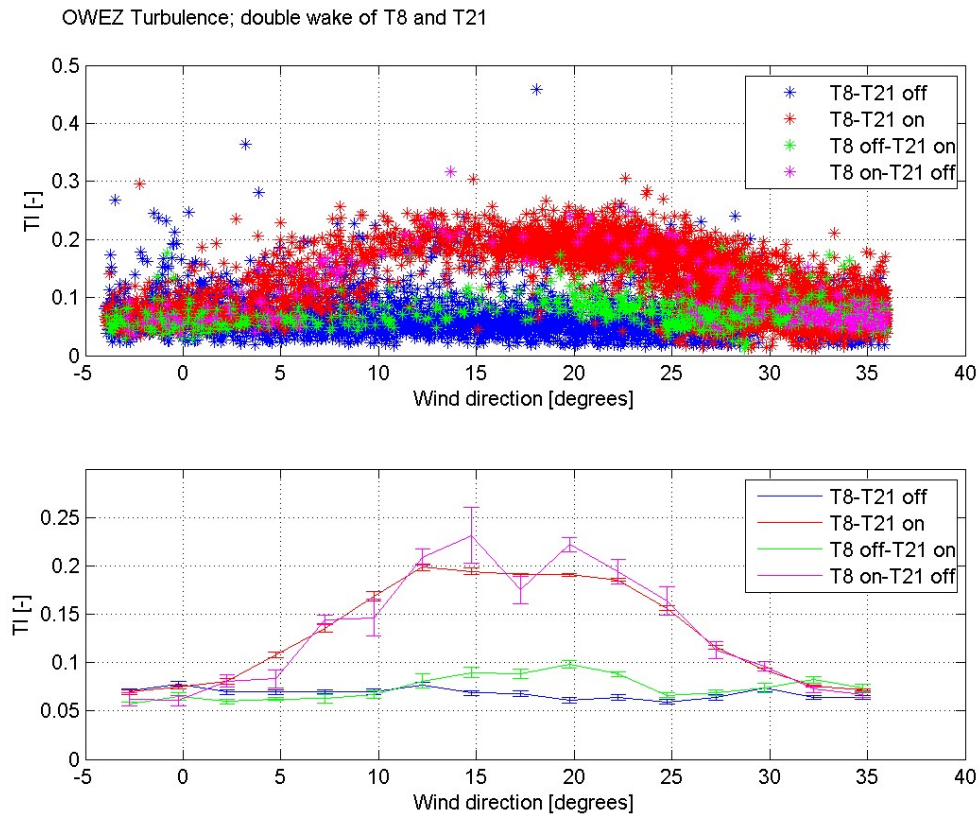 OWEZ Turbulence; double wake of T8 and T21
0.5
0.4
0.3
0.2
0.1
0
TI [-]
T8-T21 off
T8-T21 on
T8 off-T21 on
T8 on-T21 off
-5 0 5 10 15 20 25 30 35 40
Wind direction [degrees]
0.25
0.2
0.15
0.1
0.05
0
TI [-]
T8-T21 off
T8-T21 on
T8 off-T21 on
T8 on-T21 off
-5 0 5 10 15 20 25 30 35 40
Wind direction [degrees]